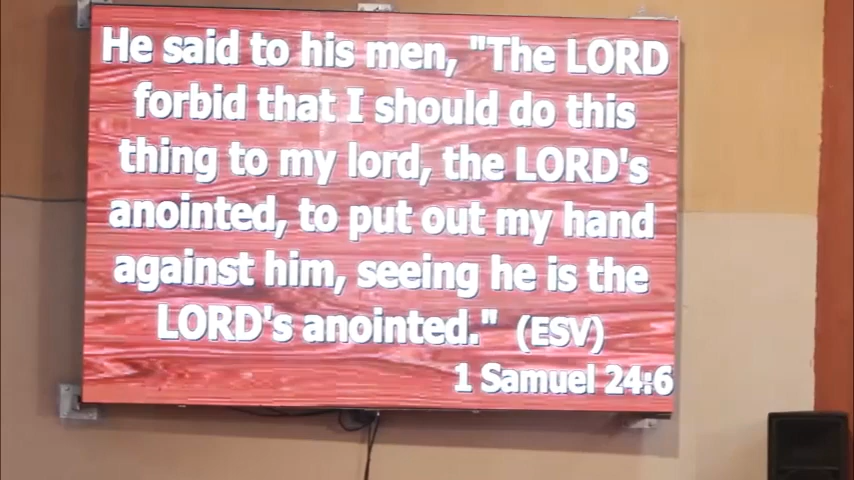 He said to his men, "The LORD
forbid that I should do this
thing to my lord, the LORD's
anointed, to put out my hand
against him, seeing he is the
LORD's anointed." (ESV)
1 Samuel 24:6